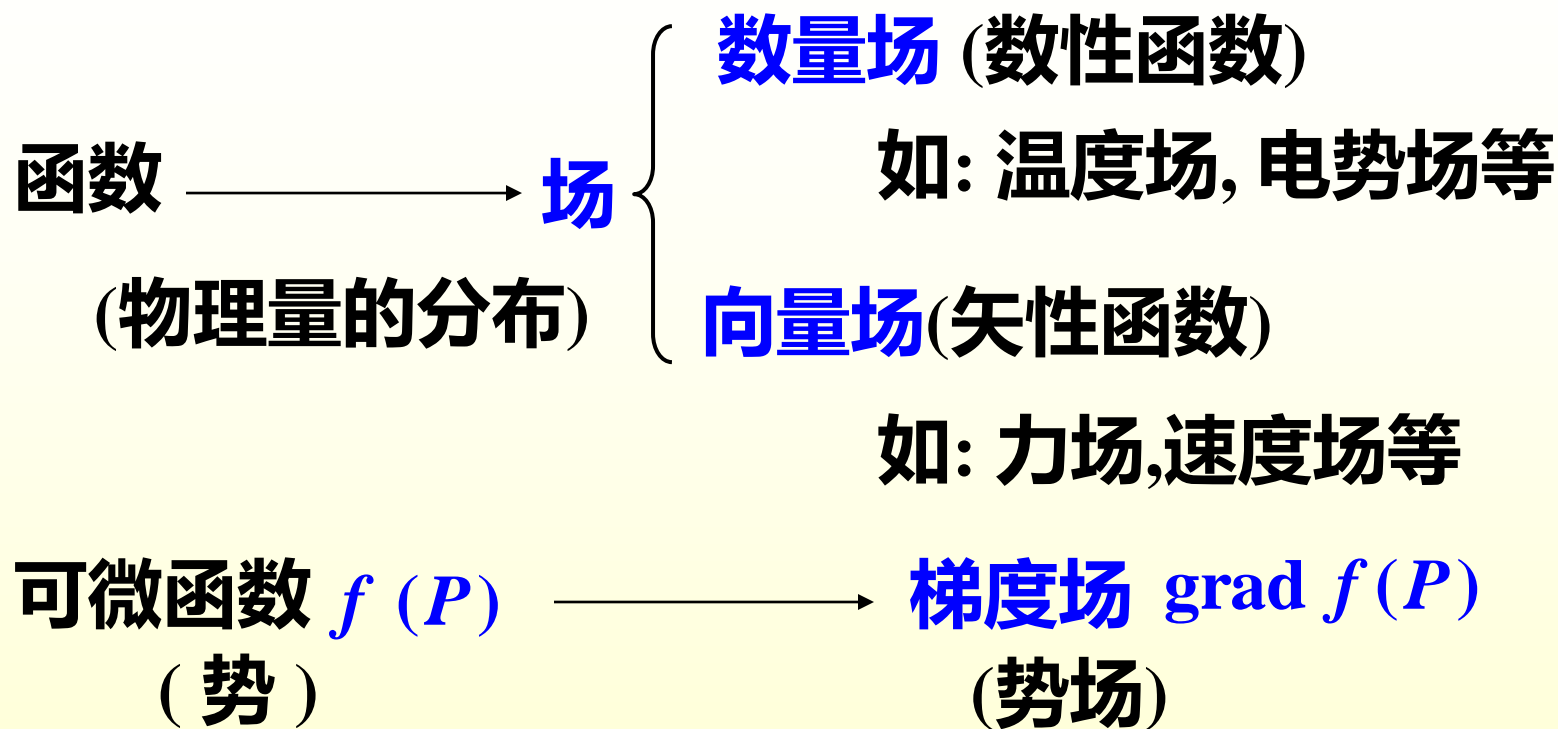 数量场 (数性函数)
如: 温度场, 电势场等
函数 场
(物理量的分布)
向量场(矢性函数)
如: 力场,速度场等
可微函数 f (P) 梯度场 grad f (P)
( 势 ) (势场)